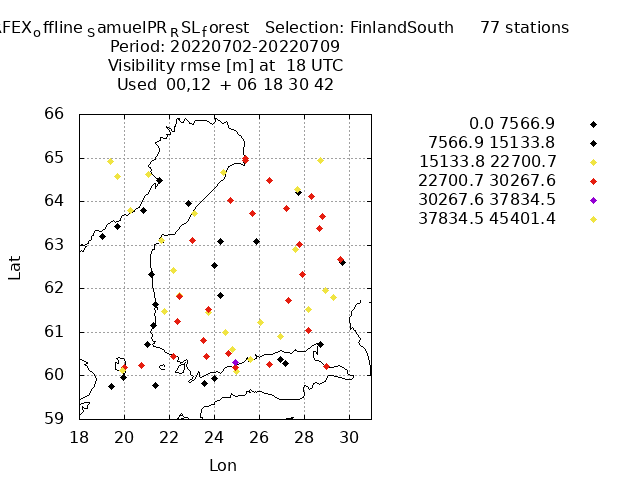 RFEXoffline SamuelPRRSLforest Selection: FinlandSouth 77 stations
Period: 20220702-20220709
Visibility rmse [m] at 18 UTC
Used 00,12 + 06 18 30 42
0.0 7566.9
7566.9 15133.8
15133.8 22700.7
22700.7 30267.6
30267.6 37834.5
37834.5 45401.4
66
65
64
63
62
61
60
59
Lat
18 20 22 24 26 28 30
Lon